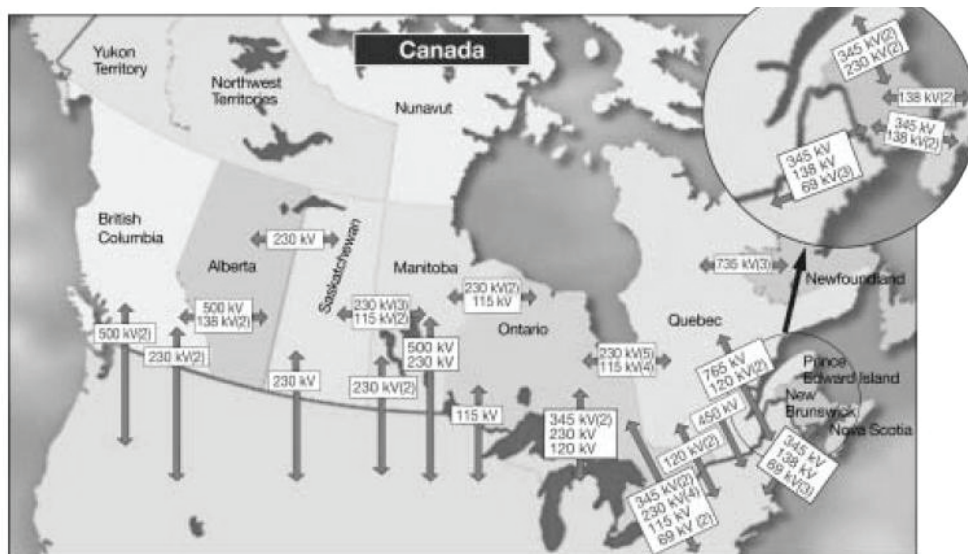 Canada
Yukon
Territory
Northwest
Territories
Nunavut
345 kV(2)
230 kV(2)
138 kV(2)
345 kV
138 kV(2)
345 kV
138 kV
69 kV(3)
British
Columbia
Alberta
230 kV
Saskatchewan
Manitoba
230 kV(2)
115 kV
735 kV(3)
Newfoundland
500 kV
138 kV(2)
230 kV(3)
115 kV(2)
Ontario
Quebec
500 kV(2)
230 kV(2)
500 kV
230 kV
230 kV(5)
115 kV(4)
765 kV
120 kV(2)
Prince
Edward Island
New
Brunswick
Nova Scotia
230 kV
230 kV(2)
115 kV
345 kV(2)
230 kV
120 kV
450 kV
120 kV(2)
345 kV
138 kV
69 kV(3)
345 kV(2)
230 kV(4)
115 kV
69 kV (2)